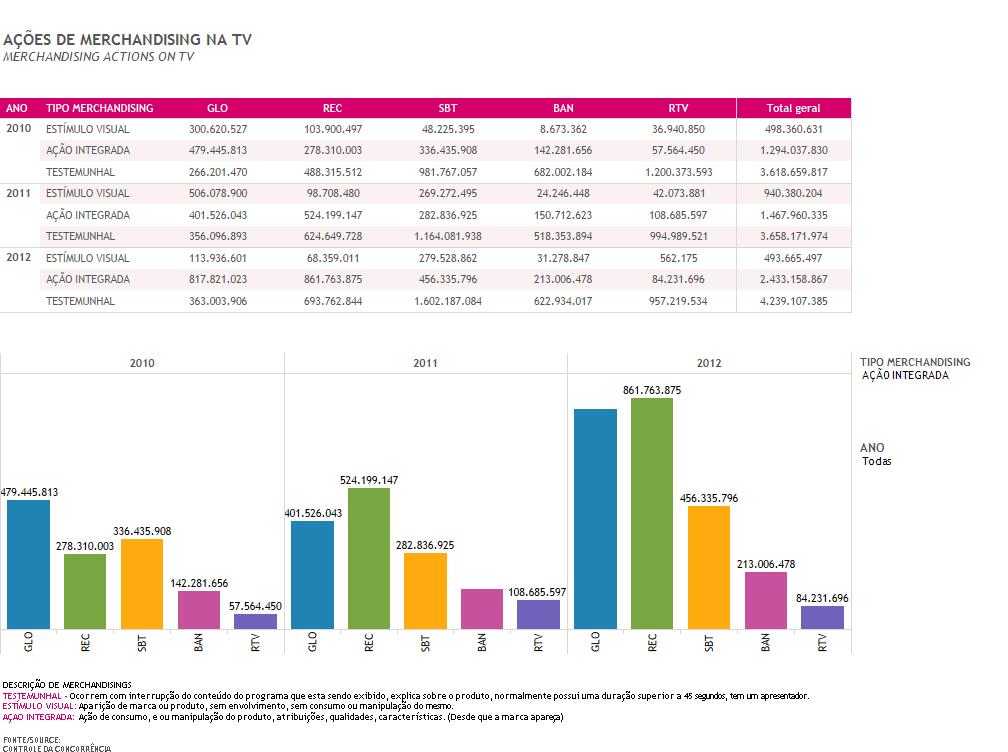 AÇÕES DE MERCHANDISING NA TV
MERCHANDISING ACTIONS ON TV
ANO TIPO MERCHANDISING GLO REC SBT BAN RTV Total geral
2010 ESTÍMULO VISUAL 300.620.527 103.900.497 48.225.395 8.673.362 36.940.850 498.360.631
AÇÃO INTEGRADA 479.445.813 278.310.003 336.435.908 142.281.656 57.564.450 1.294.037.830
TESTEMUNHAL 266.201.470 488.315.512 981.767.057 682.002.184 1.200.373.593 3.618.659.817
2011 ESTÍMULO VISUAL 506.078.900 98.708.480 269.272.495 24.246.448 42.073.881 940.380.204
AÇÃO INTEGRADA 401.526.043 524.199.147 282.836.925 150.712.623 108.685.597 1.467.960.335
TESTEMUNHAL 356.096.893 624.649.728 1.164.081.938 518.353.894 994.989.521 3.658.171.974
2012 ESTÍMULO VISUAL 113.936.601 68.359.011 279.528.862 31.278.847 562.175 493.665.497
AÇÃO INTEGRADA 817.821.023 861.763.875 456.335.796 213.006.478 84.231.696 2.433.158.867
TESTEMUNHAL 363.003.906 693.762.844 1.602.187.084 622.934.017 957.219.534 4.239.107.385
2010 2011 2012
479.445.813 278.310.003 336.435.908 142.281.656 57.564.450
401.526.043 524.199.147 282.836.925 108.685.597
861.763.875 456.335.796 213.006.478 84.231.696
GLO REC SBT BAN RTV GLO REC SBT BAN RTV GLO REC SBT BAN RTV
TIPO MERCHANDISING
AÇÃO INTEGRADA
ANO
Todas
DESCRIÇÃO DE MERCHANDISINGS
TESTEMUNHAL - Ocorrem com interrupção do conteúdo do programa que esta sendo exibido, explica sobre o produto, normalmente possui uma duração superior a 45 segundos, tem um apresentador.
ESTÍMULO VISUAL: Aparição de marca ou produto, sem envolvimento, sem consumo ou manipulação do mesmo.
AÇAO INTEGRADA: Ação de consumo, e ou manipulação do produto, atribuições, qualidades, características. (Desde que a marca apareça)
FONTE/SOURCE:
CONTROLE DA CONCORRÊNCIA